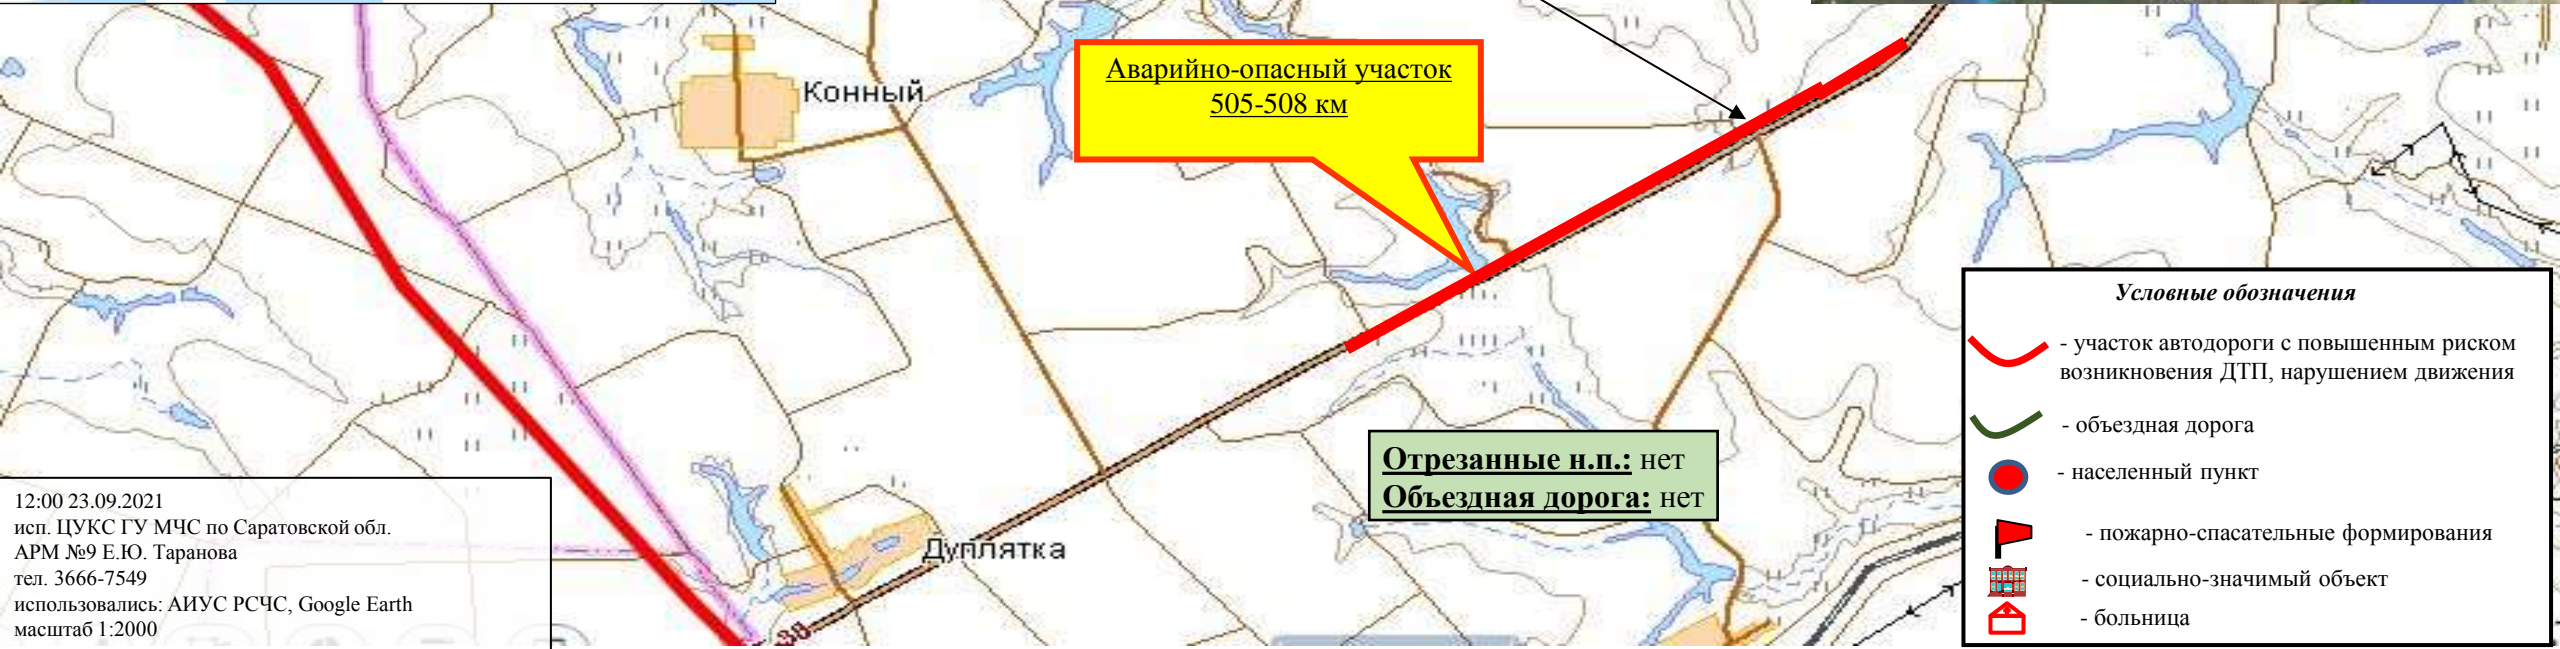 Конный
Аварийно-опасный участок
505-508 км
Условные обозначения
- участок автодороги с повышенным риском
возникновения ДТП, нарушением движения
- объездная дорога
- населенный пункт
- пожарно-спасательные формирования
- социально-значимый объект
- больница
Отрезанные н.п.: нет
Объездная дорога: нет
Дуплятка
12:00 23.09.2021
исп. ЦУКС ГУ МЧС по Саратовской обл.
АРМ №9 Е.Ю. Таранова
тел. 3666-7549
использовались: АИУС РСЧС, Google Earth
масштаб 1:2000